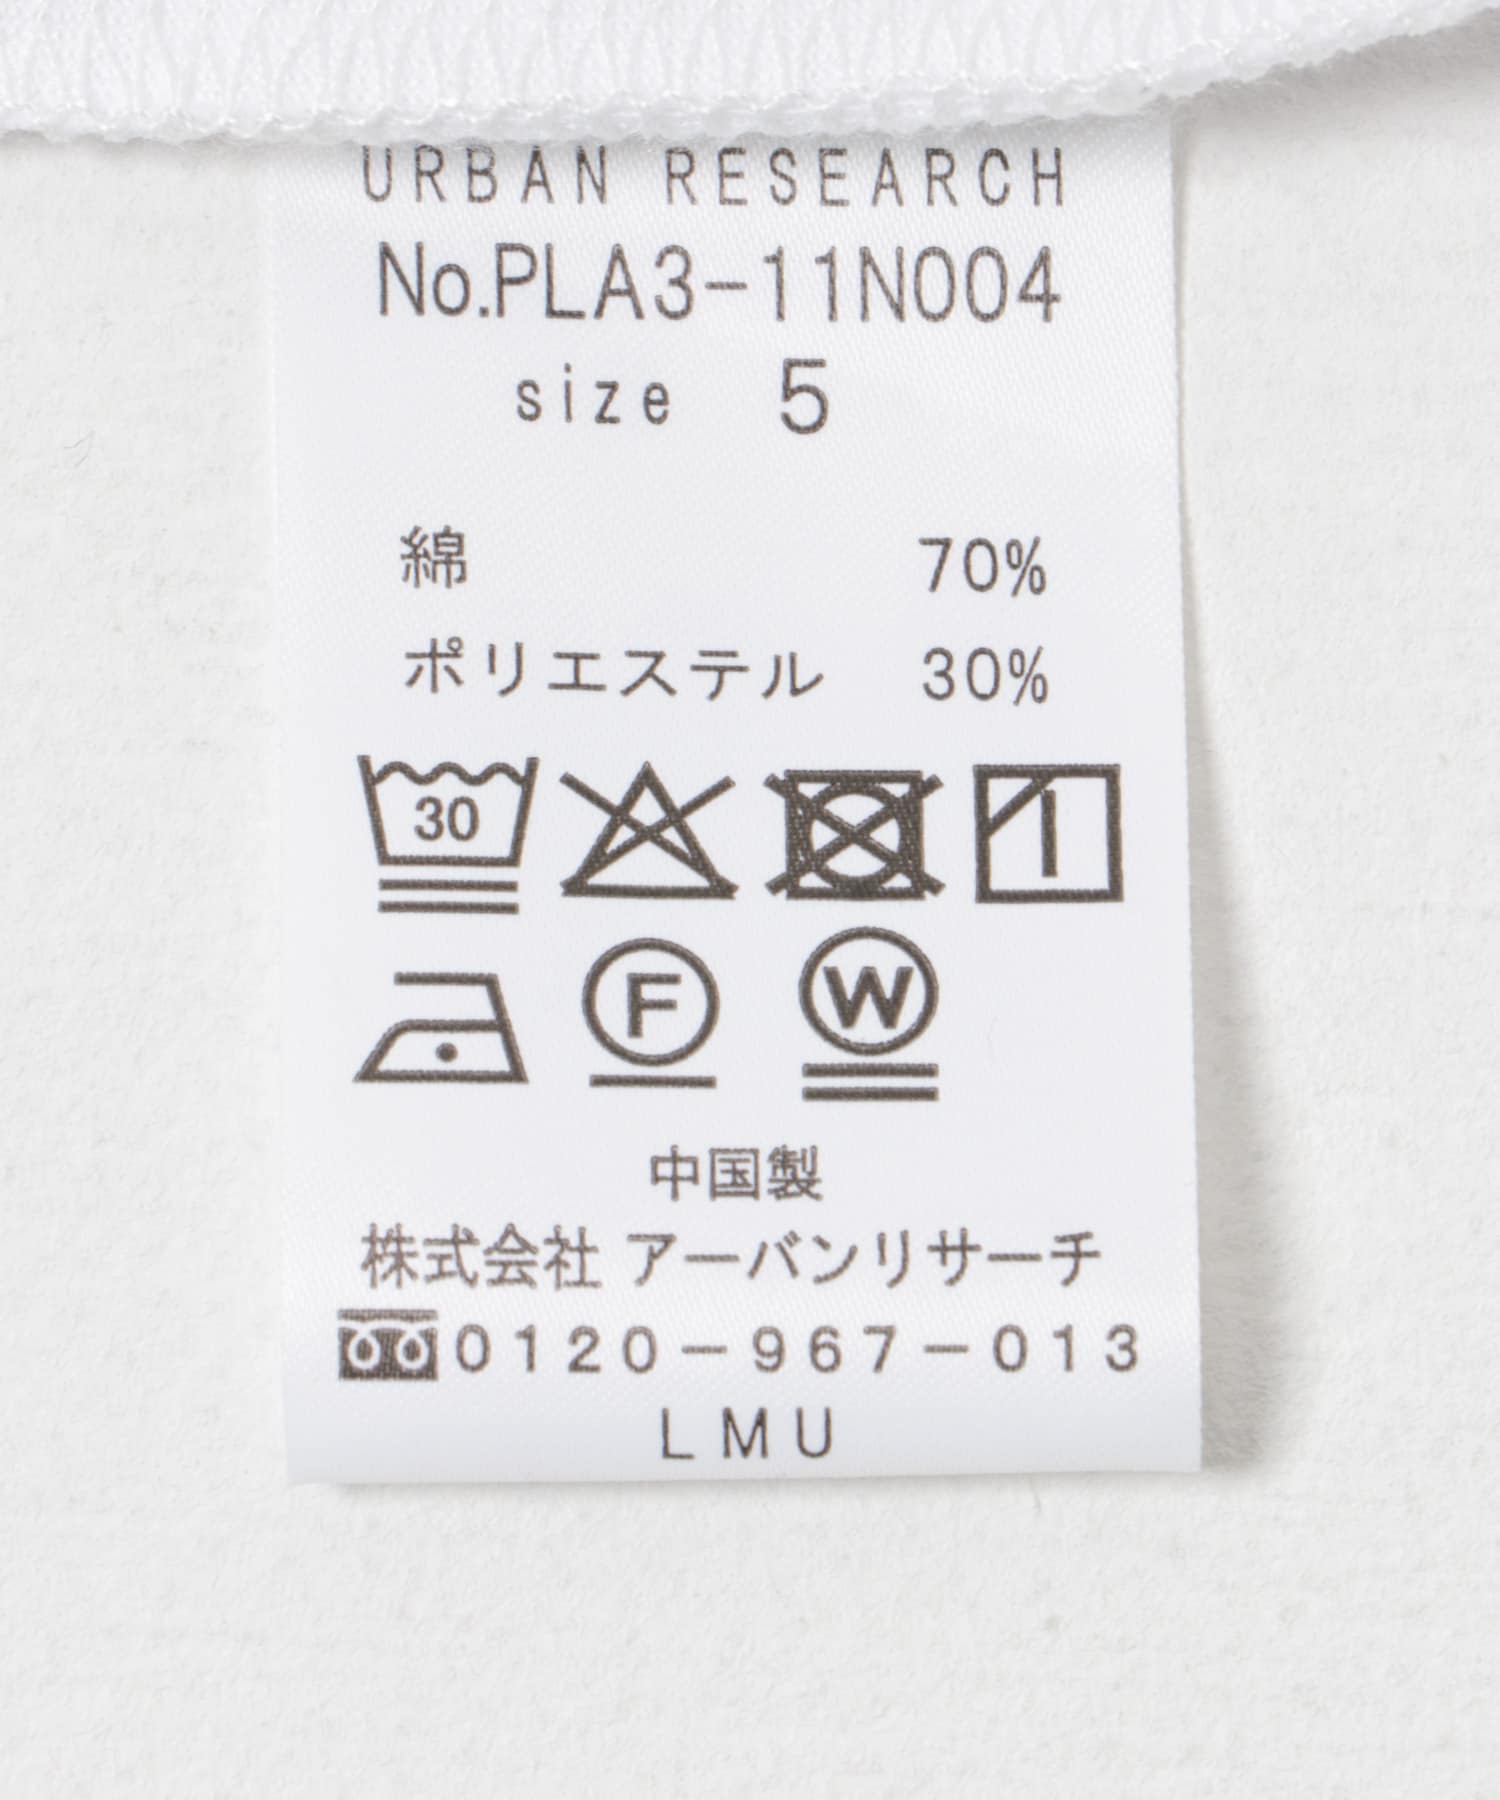 URBAN RESEARCH
No.PLA3-11N004
size 5
綿 70%
ポリエステル 30%
30
F W
中国製
株式会社 アーバンリサーチ
0120-967-013
LMU